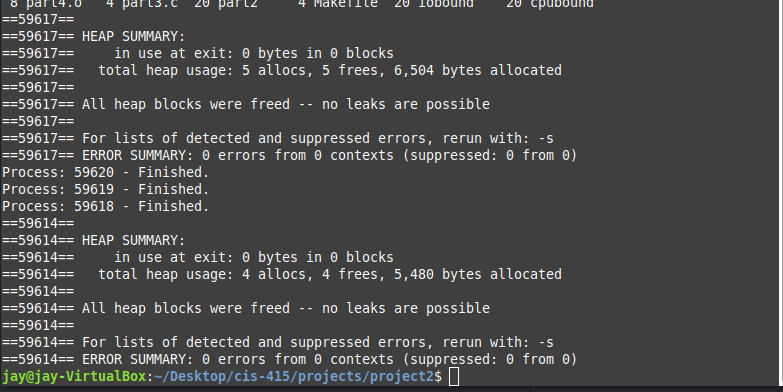 8 part4.o   4 part3.c  20 part2     4 Makefile  20 iobound    20 cpubound
==59617==
==59617== HEAP SUMMARY:
==59617==     in use at exit: 0 bytes in 0 blocks
==59617==   total heap usage: 5 allocs, 5 frees, 6,504 bytes allocated
==59617==
==59617== All heap blocks were freed -- no leaks are possible
==59617==
==59617== For lists of detected and suppressed errors, rerun with: -s
==59617== ERROR SUMMARY: 0 errors from 0 contexts (suppressed: 0 from 0)
Process: 59620 - Finished.
Process: 59619 - Finished.
Process: 59618 - Finished.
==59614==
==59614== HEAP SUMMARY:
==59614==     in use at exit: 0 bytes in 0 blocks
==59614==   total heap usage: 4 allocs, 4 frees, 5,480 bytes allocated
==59614==
==59614== All heap blocks were freed -- no leaks are possible
==59614==
==59614== For lists of detected and suppressed errors, rerun with: -s
==59614== ERROR SUMMARY: 0 errors from 0 contexts (suppressed: 0 from 0)
jay@jay-VirtualBox:~/Desktop/cis-415/projects/project2$